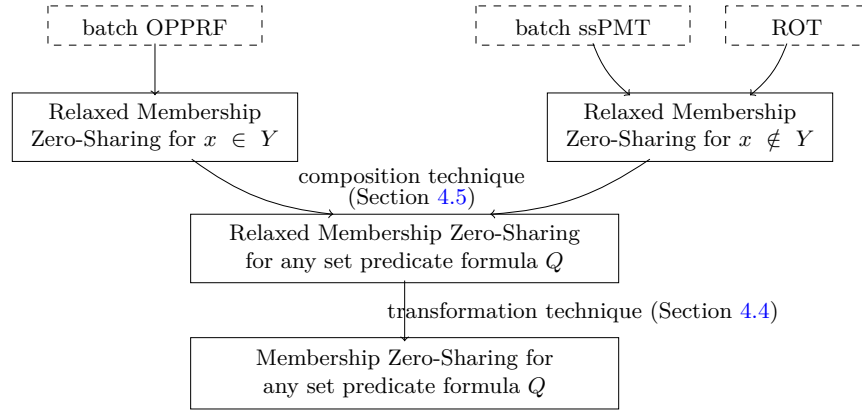 batch OPPRF
batch ssPMT
ROT
Relaxed Membership
Zero-Sharing for x ∈ Y
Relaxed Membership
Zero-Sharing for x ∉ Y
composition technique
(Section 4.5)
Relaxed Membership Zero-Sharing
for any set predicate formula Q
transformation technique (Section 4.4)
Membership Zero-Sharing for
any set predicate formula Q